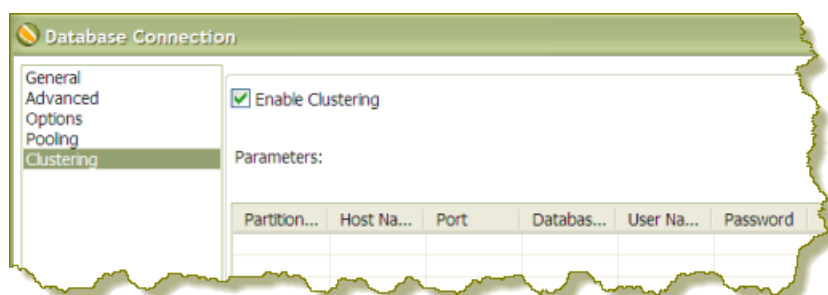 Database Connection
General
Advanced
Options
Pooling
Clustering
Enable Clustering
Parameters:
Partition... Host Na... Port Databas... User Na... Password